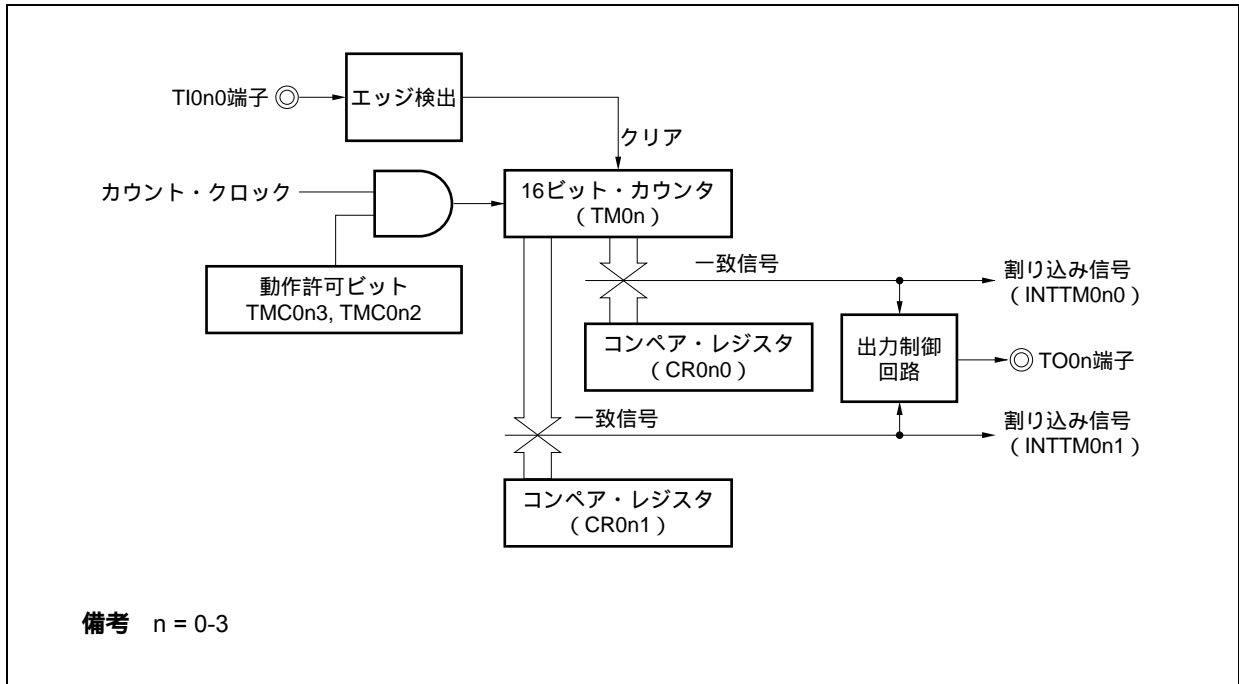 TI0n0端子
エッジ検出
クリア
カウント・クロック
16ビット・カウンタ
（TM0n）
動作許可ビット
TMC0n3, TMC0n2
一致信号
割り込み信号
（INTTM0n0）
コンペア・レジスタ
（CR0n0）
出力制御
回路
TO0n端子
一致信号
割り込み信号
（INTTM0n1）
コンペア・レジスタ
（CR0n1）
備考 n = 0-3